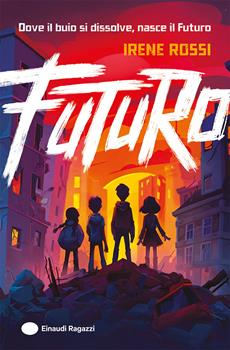 Dove il buio si dissolve, nasce il Futuro
IRENE ROSSI
FUTURO
Einaudi Ragazzi